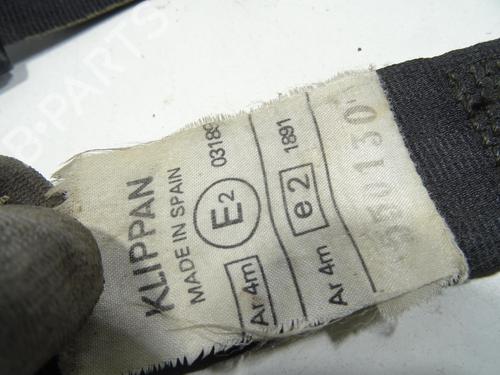 KLIPPAN
MADE IN SPAIN
E2 03189
Ar 4m
e2 1891
Ar 4m
550130
B-PARTS